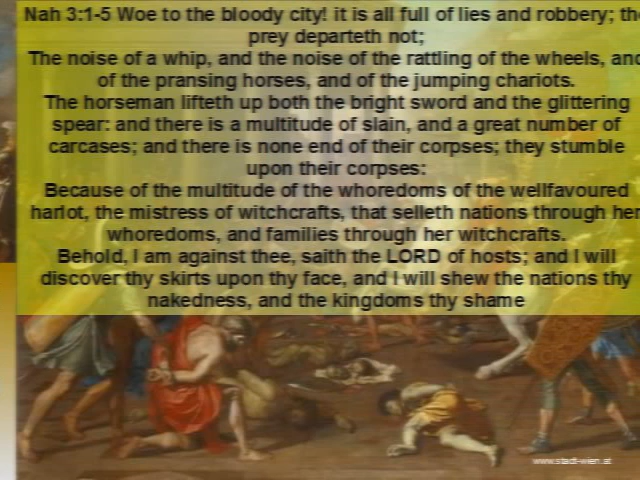 Nah 3:1-5 Woe to the bloody city! it is all full of lies and robbery; the
prey departeth not;
The noise of a whip, and the noise of the rattling of the wheels, and
of the pransing horses, and of the jumping chariots.
The horseman lifteth up both the bright sword and the glittering
spear: and there is a multitude of slain, and a great number of
carcases; and there is none end of their corpses; they stumble
upon their corpses:
Because of the multitude of the whoredoms of the wellfavoured
harlot, the mistress of witchcrafts, that selleth nations through her
whoredoms, and families through her witchcrafts.
Behold, I am against thee, saith the LORD of hosts; and I will
discover thy skirts upon thy face, and I will shew the nations thy
nakedness, and the kingdoms thy shame
www.stadt-wien.at